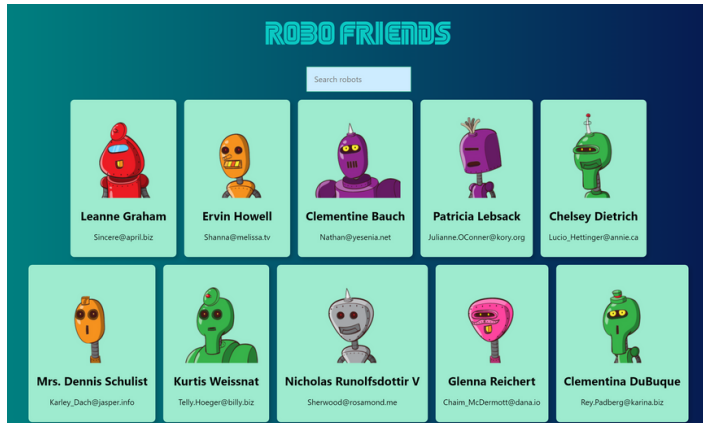 ROBO FRIENDS
Search robots
Leanne Graham
Sincere@april.biz
Ervin Howell
Shanna@melissa.tv
Clementine Bauch
Nathan@yesenia.net
Patricia Lebsack
Julianne.OConner@kory.org
Chelsey Dietrich
Lucio_Hettinger@annie.ca
Mrs. Dennis Schulist
Karley_Dach@jasper.info
Kurtis Weissnat
Telly.Hoeger@billy.biz
Nicholas Runolfsdottir V
Sherwood@rosamond.me
Glenna Reichert
Chaim_McDermott@dana.io
Clementina DuBuque
Rey.Padberg@karina.biz